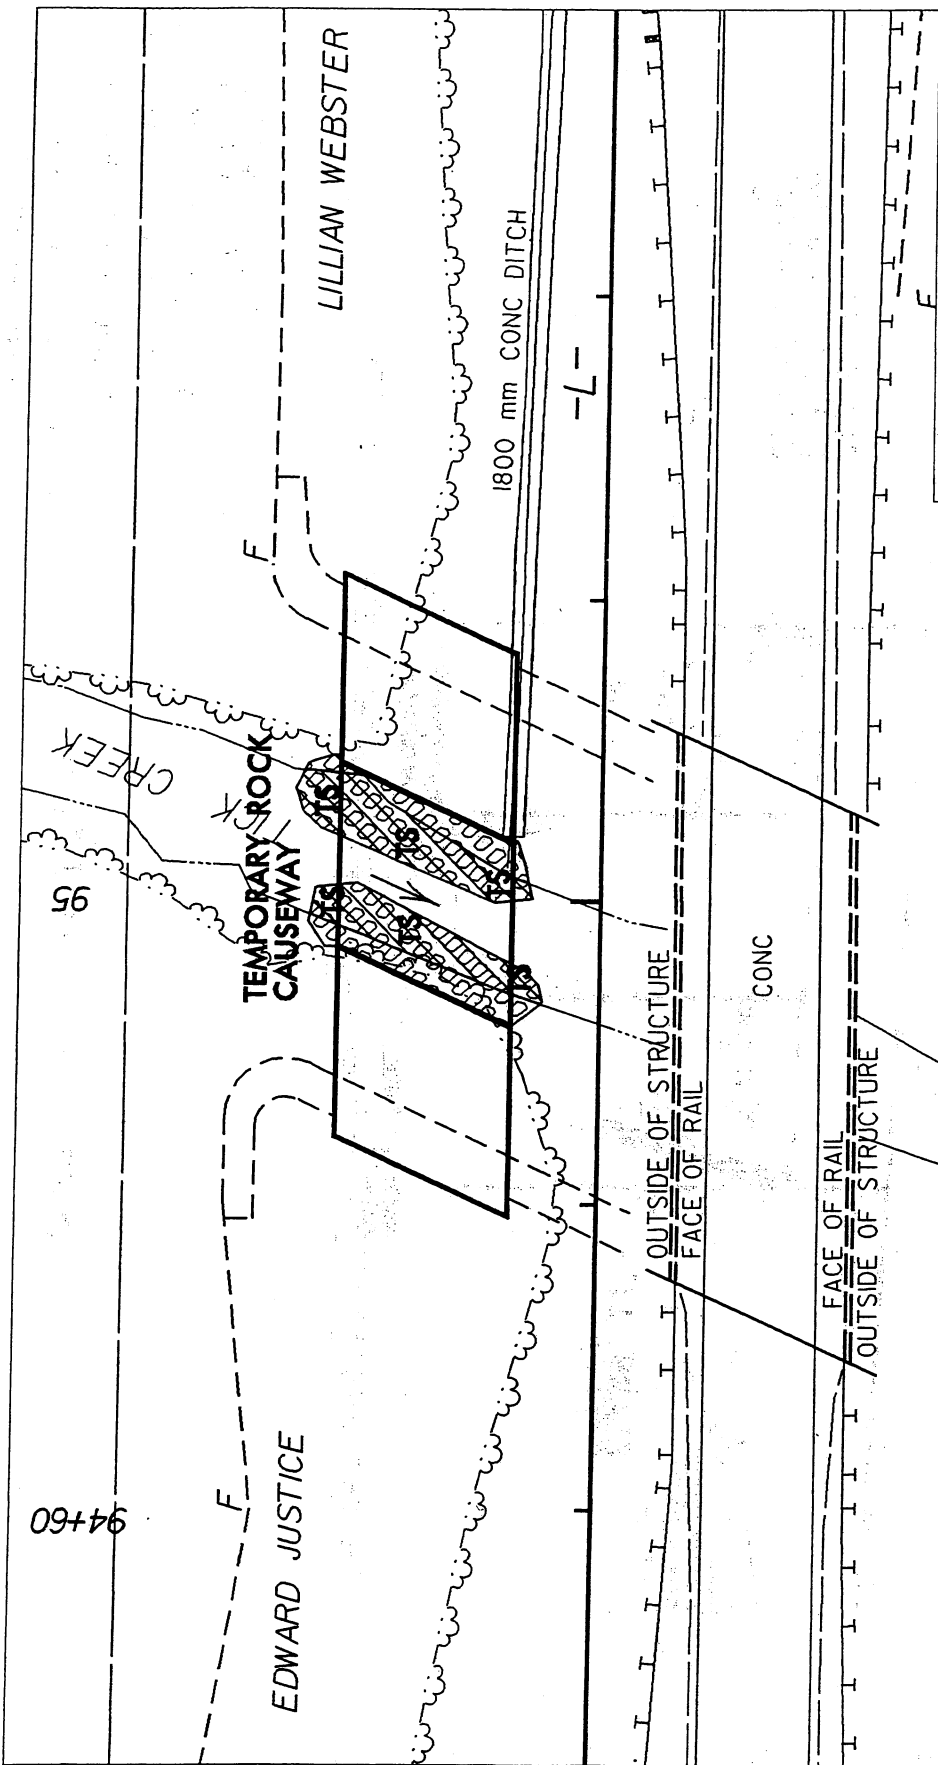 LILLIAN WEBSTER
1800 mm CONC DITCH
-L-
F
F
CREEK
TEMPORARY ROCK
CAUSEWAY
TS
TS
TS
TS
TS
TS
95
OUTSIDE OF STRUCTURE
FACE OF RAIL
CONC
FACE OF RAIL
OUTSIDE OF STRUCTURE
F
94+60
EDWARD JUSTICE